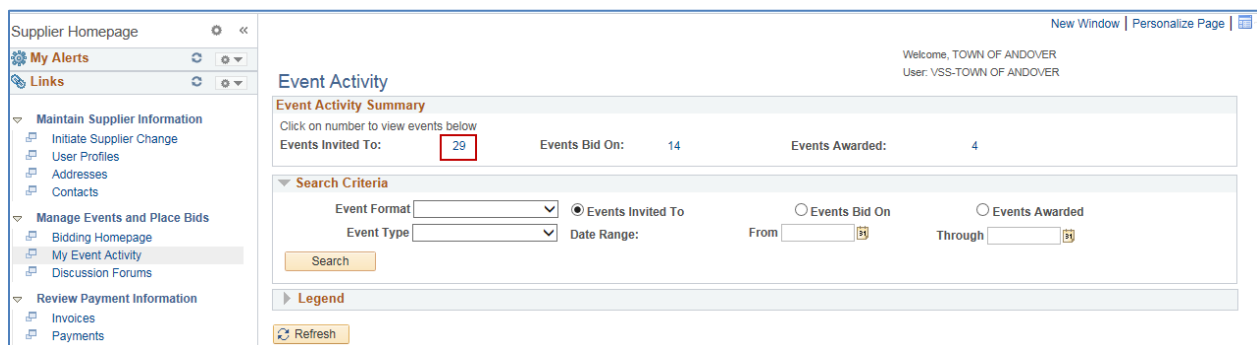 New Window | Personalize Page |
Supplier Homepage
My Alerts
Links
Maintain Supplier Information
Initiate Supplier Change
User Profiles
Addresses
Contacts
Manage Events and Place Bids
Bidding Homepage
My Event Activity
Discussion Forums
Review Payment Information
Invoices
Payments
Welcome, TOWN OF ANDOVER
User: VSS-TOWN OF ANDOVER
Event Activity
Event Activity Summary
Click on number to view events below
Events Invited To: 29 Events Bid On: 14 Events Awarded: 4
Search Criteria
Event Format Events Invited To Events Bid On Events Awarded
Event Type Date Range: From 31 Through 31
Search
Legend
Refresh